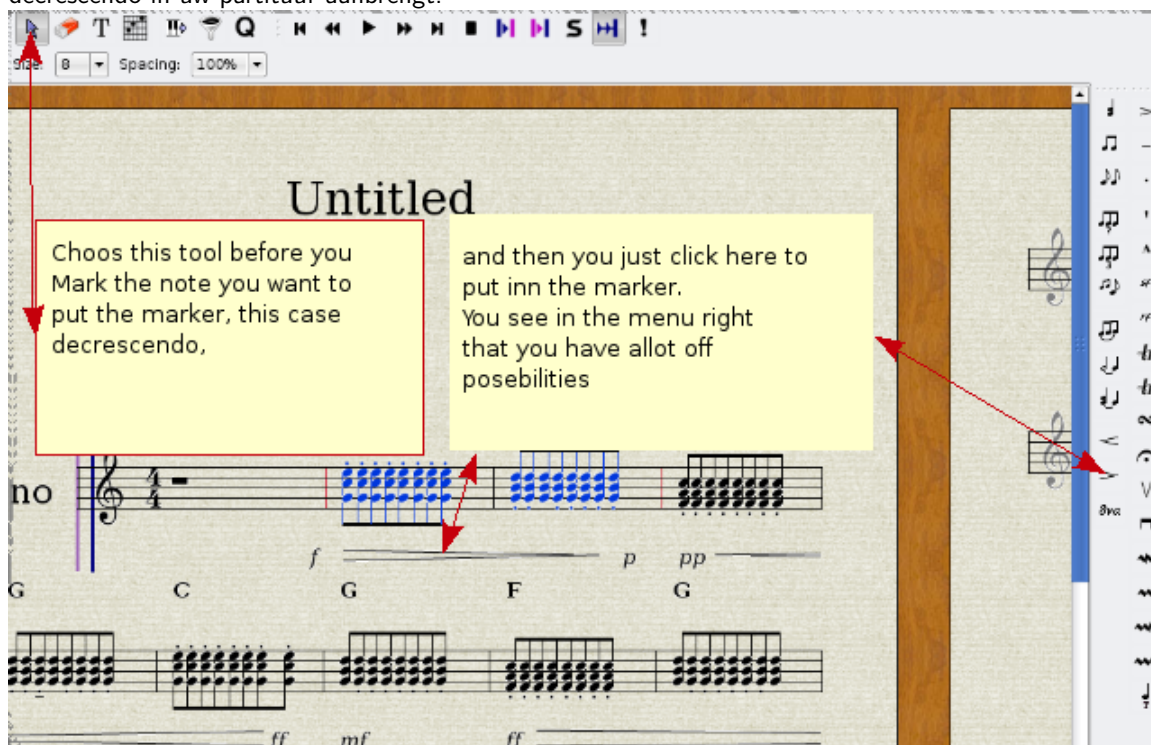 decrescendo in uw partituur aanbrengt:
T Q S !
Size: 8 Spacing: 100%
Untitled
Choos this tool before you
Mark the note you want to
put the marker, this case
decrescendo,
and then you just click here to
put inn the marker.
You see in the menu right
that you have allot off
posebilities
no
8va
f p pp
G C G F G
ff mf ff